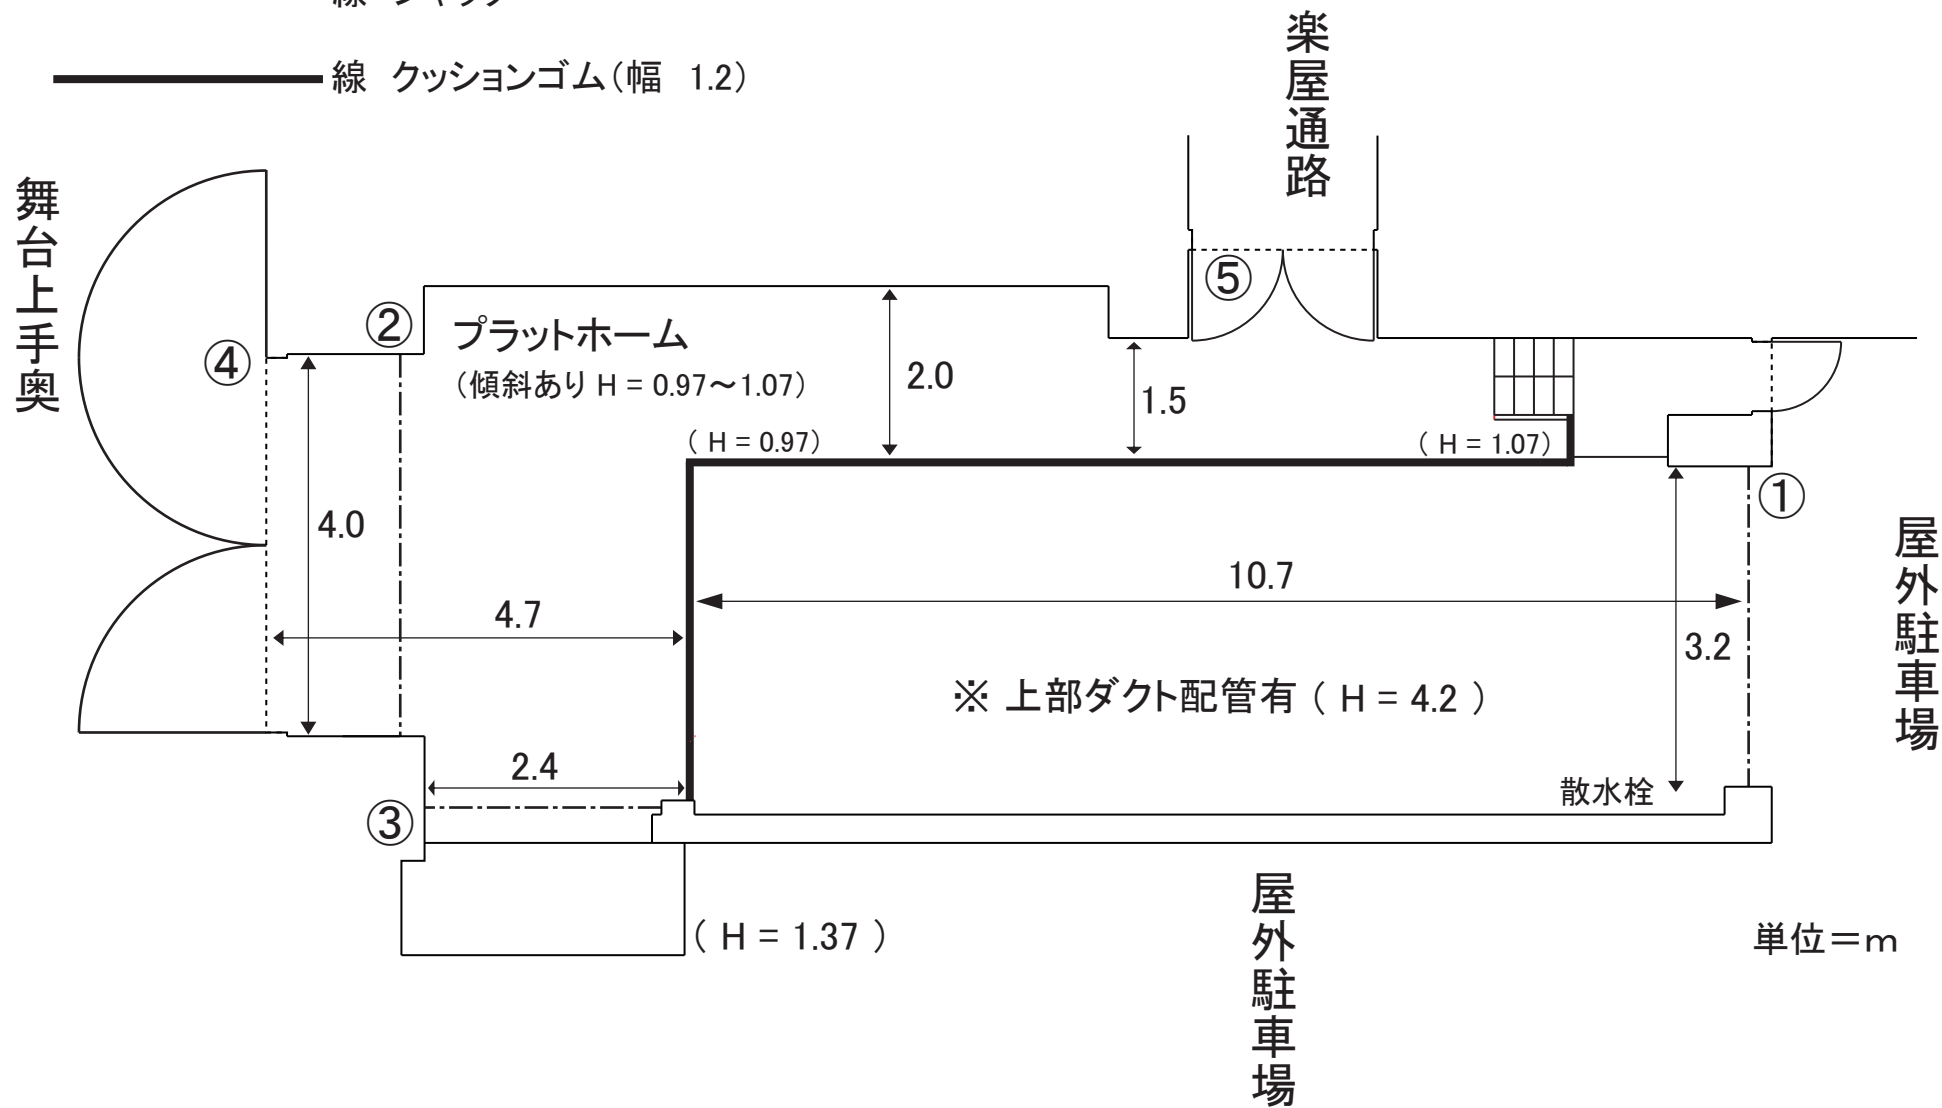 線　クッションゴム（幅　1.2）
楽屋通路
舞台上手奥
⑤
②
プラットホーム
④
（傾斜あり H = 0.97～1.07）
2.0
1.5
（ H = 0.97）
（ H = 1.07）
①
4.0
10.7
屋外駐車場
4.7
3.2
※ 上部ダクト配管有（ H = 4.2 ）
2.4
散水栓
③
屋外駐車場
（ H = 1.37 ）
単位＝m